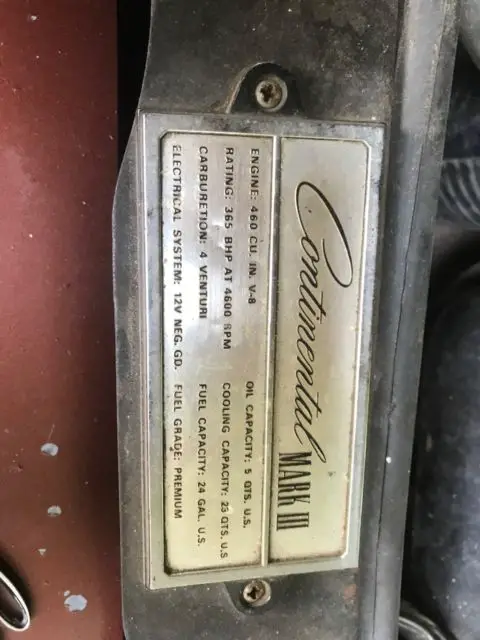 Continental MARK III
ENGINE: 460 CU. IN. V-8 OIL CAPACITY: 5 QTS. U.S.
RATING: 365 BHP AT 4600 RPM COOLING CAPACITY: 23 QTS. U.S
CARBURETION: 4 VENTURI FUEL CAPACITY: 24 GAL. U.S.
ELECTRICAL SYSTEM: 12V NEG. GD. FUEL GRADE: PREMIUM